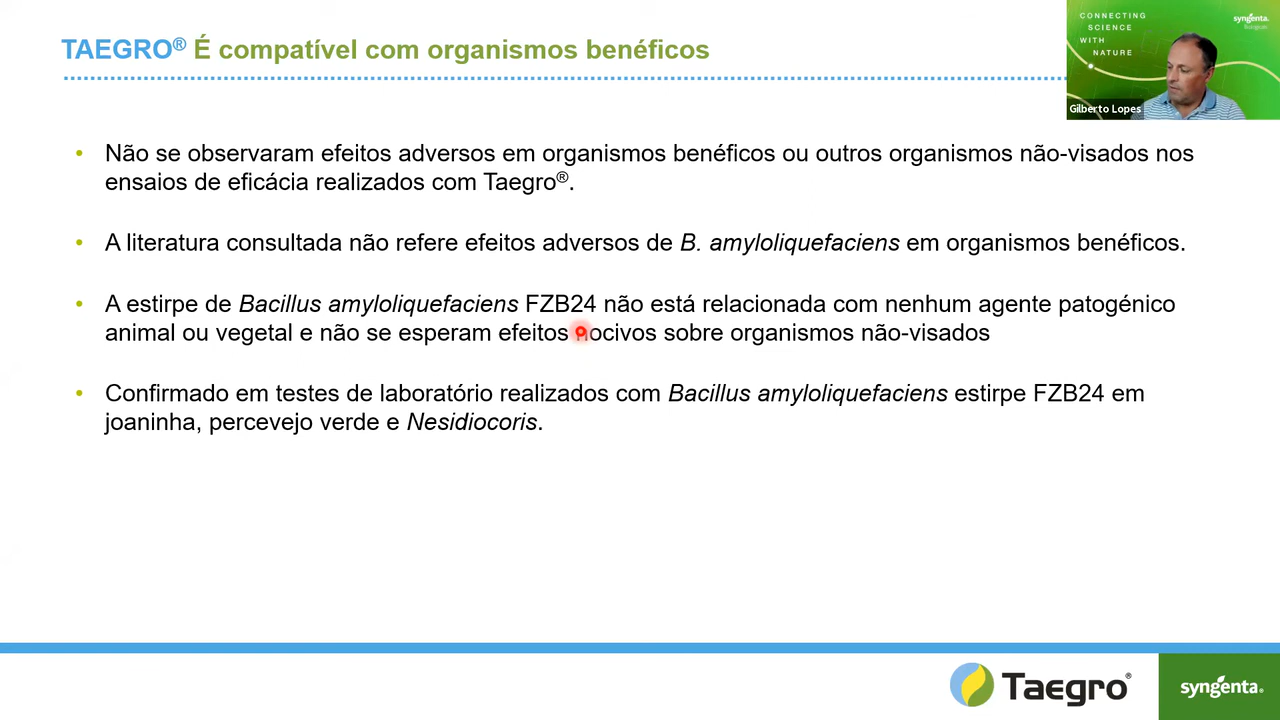 TAEGRO® É compatível com organismos benéficos
CONNECTING
SCIENCE
WITH
NATURE
syngenta.
Gilberto Lopes
• Não se observaram efeitos adversos em organismos benéficos ou outros organismos não-visados nos
ensaios de eficácia realizados com Taegro®.
• A literatura consultada não refere efeitos adversos de B. amyloliquefaciens em organismos benéficos.
• A estirpe de Bacillus amyloliquefaciens FZB24 não está relacionada com nenhum agente patogénico
animal ou vegetal e não se esperam efeitos nocivos sobre organismos não-visados
• Confirmado em testes de laboratório realizados com Bacillus amyloliquefaciens estirpe FZB24 em
joaninha, percevejo verde e Nesidiocoris.
Taegro®
syngenta®